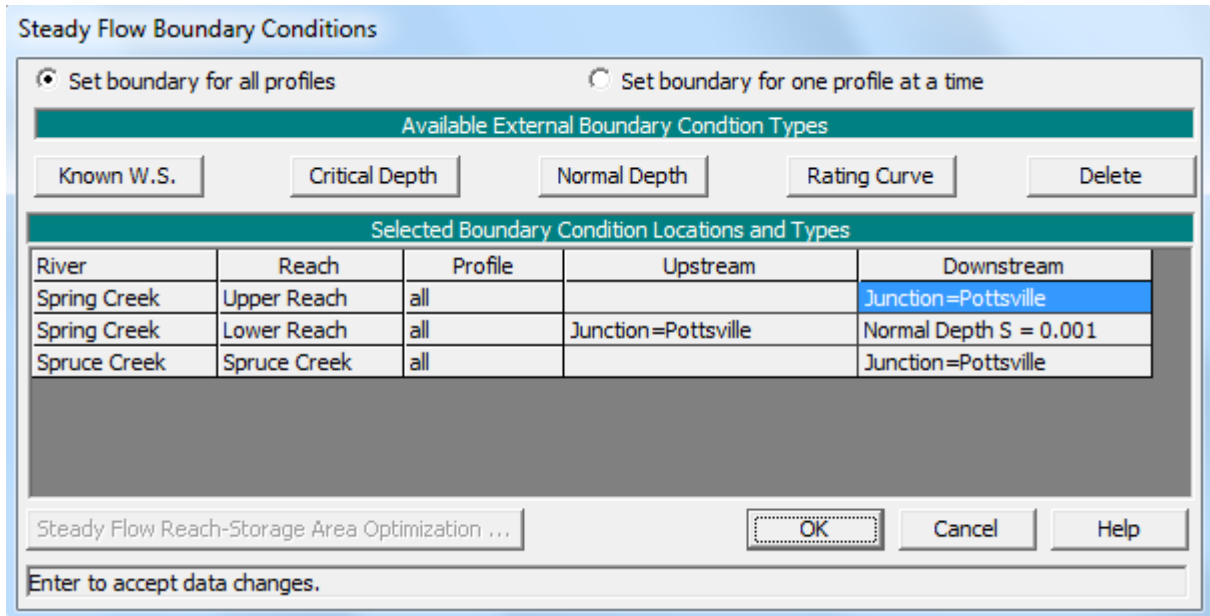 Steady Flow Boundary Conditions
Set boundary for all profiles Set boundary for one profile at a time
Available External Boundary Condtion Types
Known W.S. Critical Depth Normal Depth Rating Curve Delete
Selected Boundary Condition Locations and Types
River Reach Profile Upstream Downstream
Spring Creek Upper Reach all Junction=Pottsville
Spring Creek Lower Reach all Junction=Pottsville Normal Depth S = 0.001
Spruce Creek Spruce Creek all Junction=Pottsville
Steady Flow Reach-Storage Area Optimization ... OK Cancel Help
Enter to accept data changes.